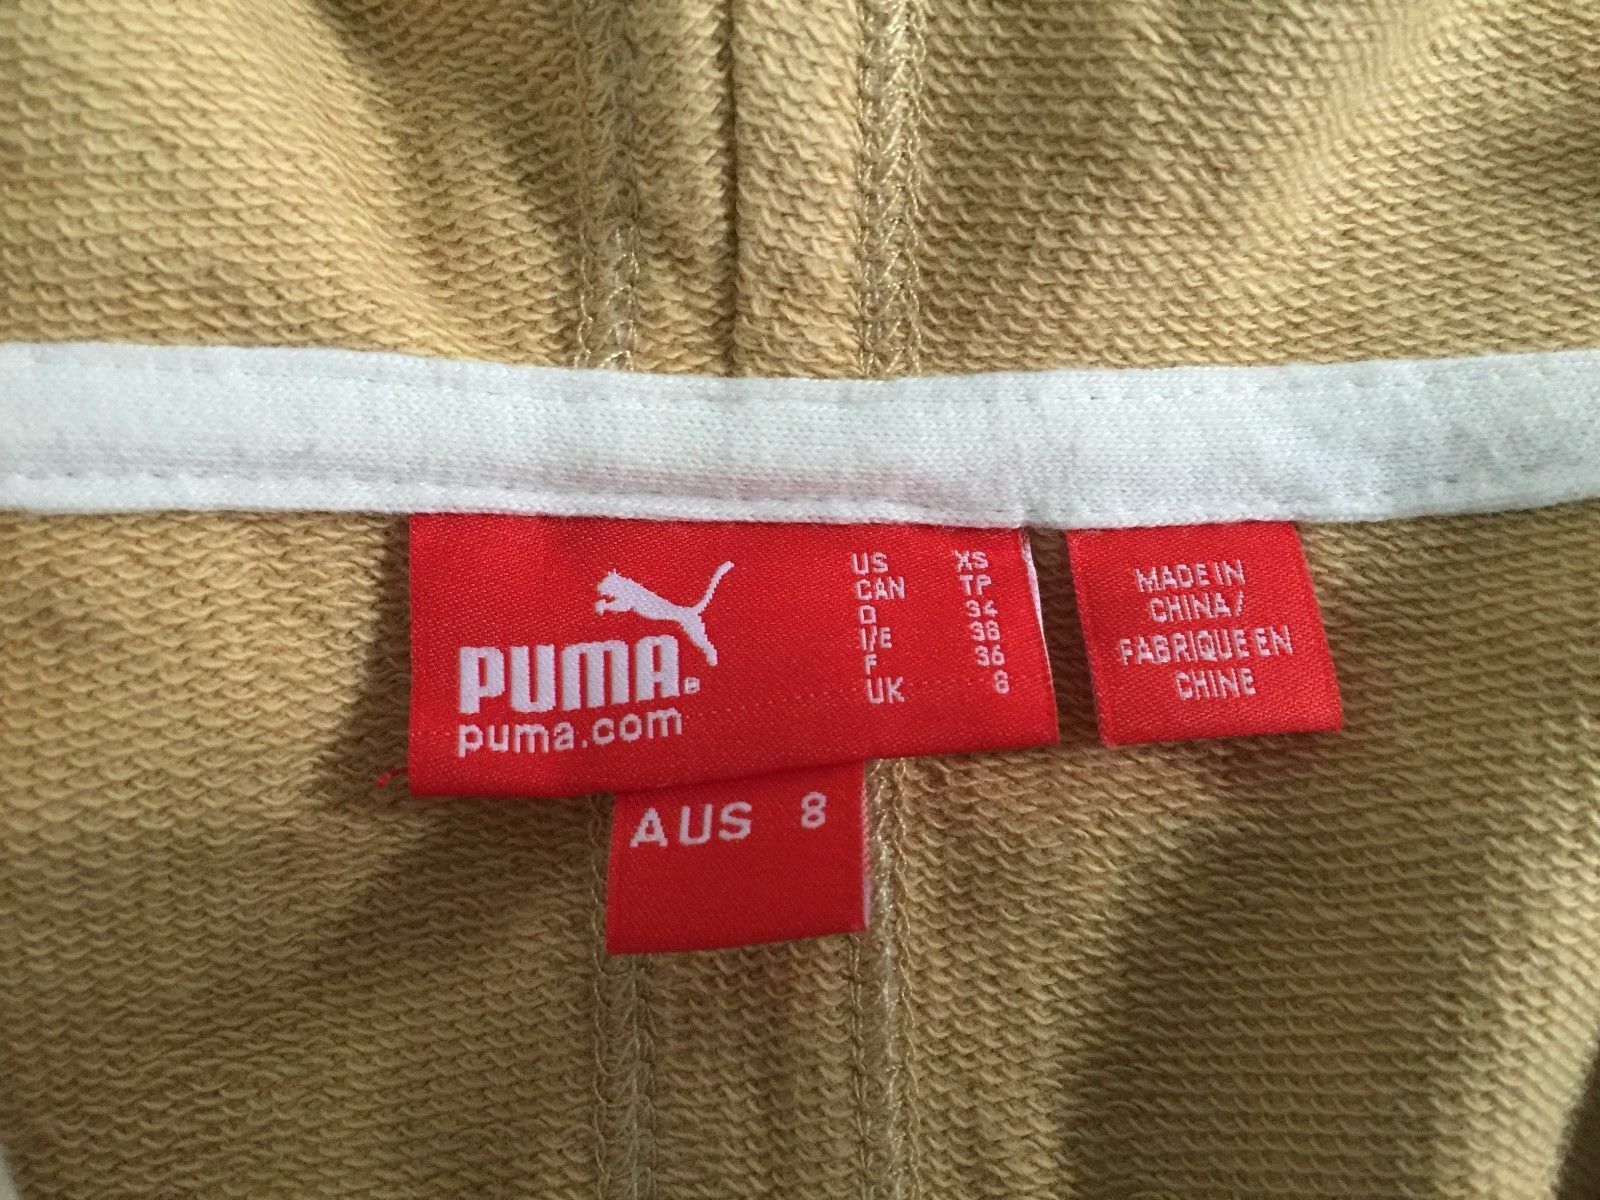 PUMA®
puma.com
US XS
CAN TP
D 34
I/E 38
F 36
UK 8
MADE IN
CHINA/
FABRIQUE EN
CHINE
AUS 8